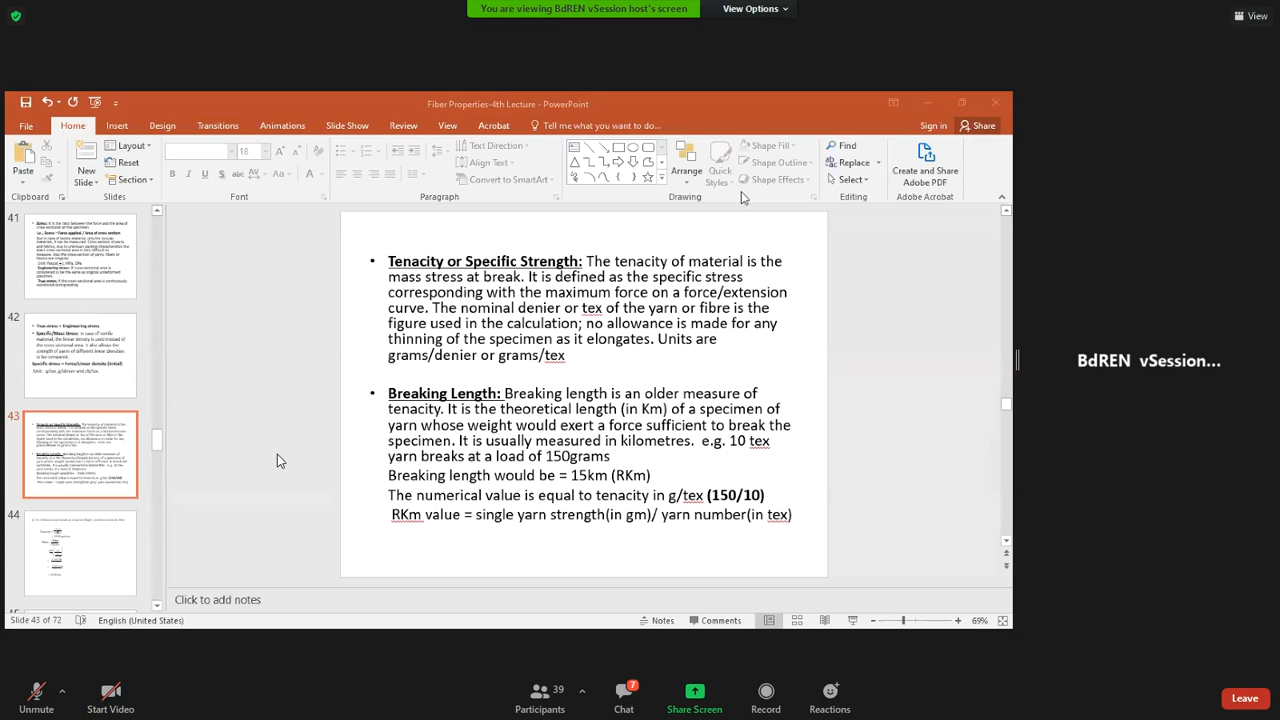 You are viewing BdREN vSession host's screen
View Options
View
Fiber Properties-4th Lecture - PowerPoint
File
Home
Insert
Design
Transitions
Animations
Slide Show
Review
View
Acrobat
Tell me what you want to do...
Sign in
Share
Paste
New
Slide
Layout
Reset
Section
18
Text Direction
Align Text
Convert to SmartArt
Arrange
Quick
Styles
Shape Fill
Shape Outline
Shape Effects
Find
Replace
Select
Create and Share
Adobe PDF
Clipboard
Slides
Font
Paragraph
Drawing
Editing
Adobe Acrobat
41
42
True stress > Engineering stress
43
44
• Tenacity or Specific Strength: The tenacity of material is the
mass stress at break. It is defined as the specific stress
corresponding with the maximum force on a force/extension
curve. The nominal denier or tex of the yarn or fibre is the
figure used in the calculation; no allowance is made for any
thinning of the specimen as it elongates. Units are
grams/denier or grams/tex
• Breaking Length: Breaking length is an older measure of
tenacity. It is the theoretical length (in Km) of a specimen of
yarn whose weight would exert a force sufficient to break the
specimen. It is usually measured in kilometres. e.g. 10 tex
yarn breaks at a load of 150grams
Breaking length would be = 15km (RKm)
The numerical value is equal to tenacity in g/tex (150/10)
RKm value = single yarn strength(in gm)/ yarn number(in tex)
Click to add notes
Slide 43 of 72
English (United States)
Notes
Comments
69%
BdREN vSession...
Unmute
Start Video
39
Participants
7
Chat
Share Screen
Record
Reactions
Leave